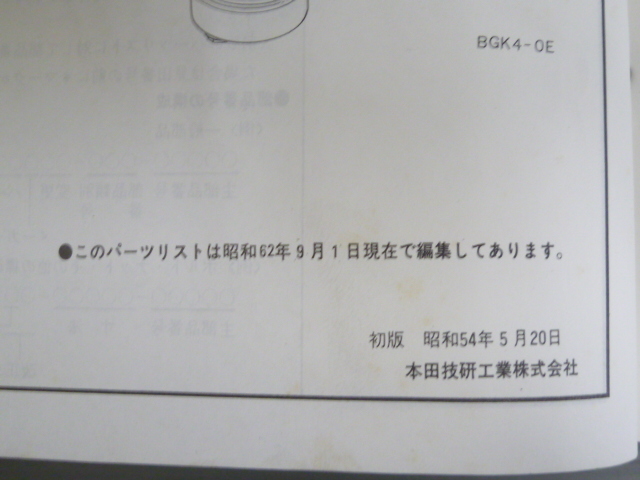 BGK4-0E
●このパーツリストは昭和62年9月1日現在で編集してあります。
初版 昭和54年5月20日
本田技研工業株式会社